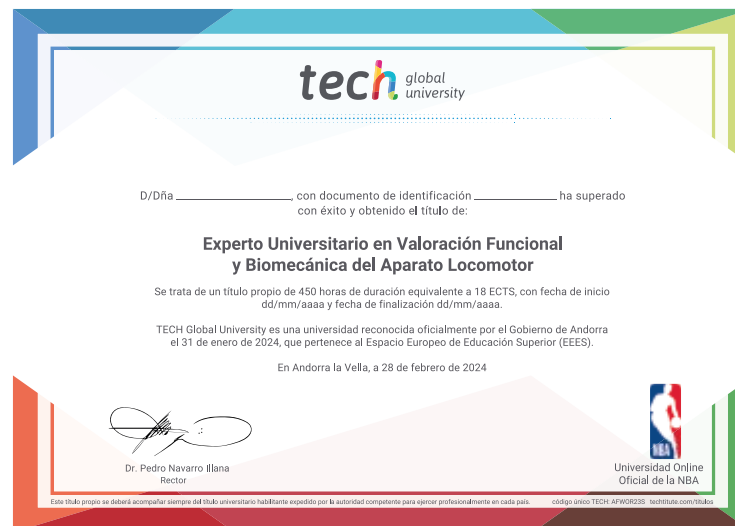 tech global
university
D/Dña ____________, con documento de identificación ____________ ha superado
con éxito y obtenido el título de:
Experto Universitario en Valoración Funcional
y Biomecánica del Aparato Locomotor
Se trata de un título propio de 450 horas de duración equivalente a 18 ECTS, con fecha de inicio
dd/mm/aaaa y fecha de finalización dd/mm/aaaa.
TECH Global University es una universidad reconocida oficialmente por el Gobierno de Andorra
el 31 de enero de 2024, que pertenece al Espacio Europeo de Educación Superior (EEES).
En Andorra la Vella, a 28 de febrero de 2024
Dr. Pedro Navarro Illana
Rector
NBA
Universidad Online
Oficial de la NBA
Este título propio se deberá acompañar siempre del título universitario habilitante expedido por la autoridad competente para ejercer profesionalmente en cada país. código único TECH: AFWOR23S techtitute.com/titulos